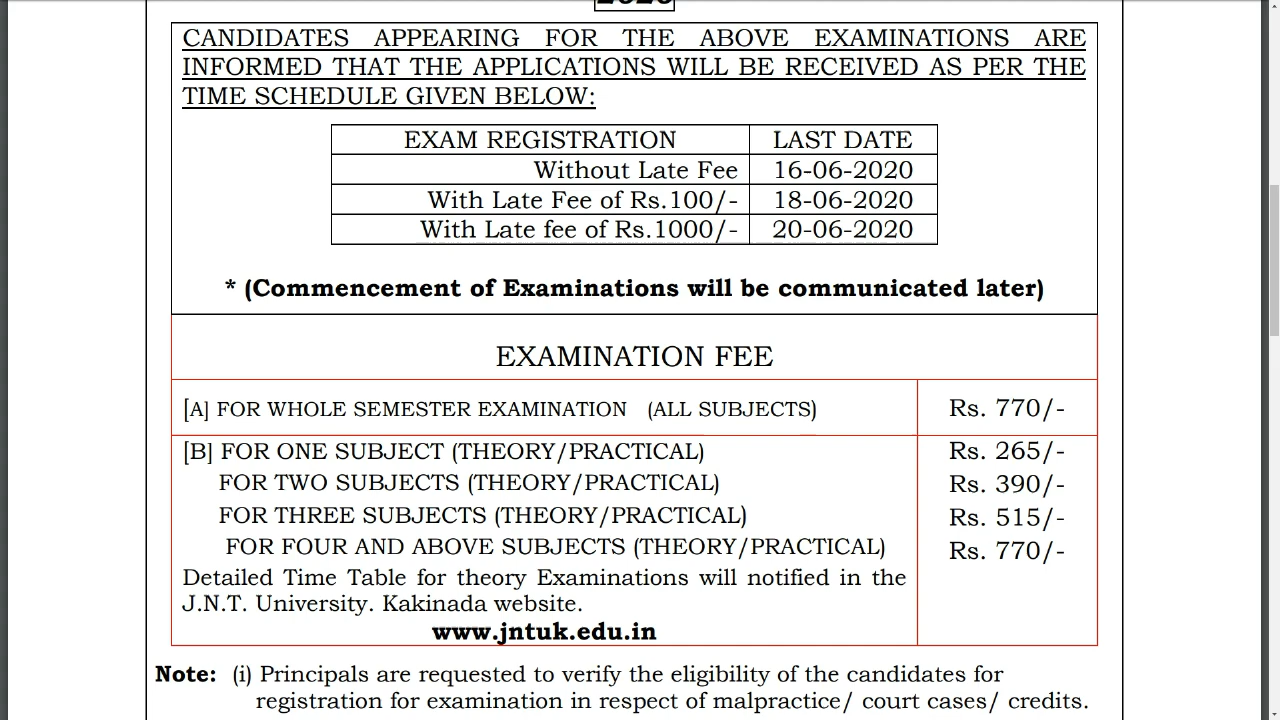 2020
CANDIDATES APPEARING FOR THE ABOVE EXAMINATIONS ARE
INFORMED THAT THE APPLICATIONS WILL BE RECEIVED AS PER THE
TIME SCHEDULE GIVEN BELOW:
EXAM REGISTRATION LAST DATE
Without Late Fee 16-06-2020
With Late Fee of Rs.100/- 18-06-2020
With Late fee of Rs.1000/- 20-06-2020
* (Commencement of Examinations will be communicated later)
EXAMINATION FEE
[A] FOR WHOLE SEMESTER EXAMINATION (ALL SUBJECTS) Rs. 770/-
[B] FOR ONE SUBJECT (THEORY/PRACTICAL) Rs. 265/-
FOR TWO SUBJECTS (THEORY/PRACTICAL) Rs. 390/-
FOR THREE SUBJECTS (THEORY/PRACTICAL) Rs. 515/-
FOR FOUR AND ABOVE SUBJECTS (THEORY/PRACTICAL) Rs. 770/-
Detailed Time Table for theory Examinations will notified in the
J.N.T. University. Kakinada website.
www.jntuk.edu.in
Note: (i) Principals are requested to verify the eligibility of the candidates for
registration for examination in respect of malpractice/ court cases/ credits.